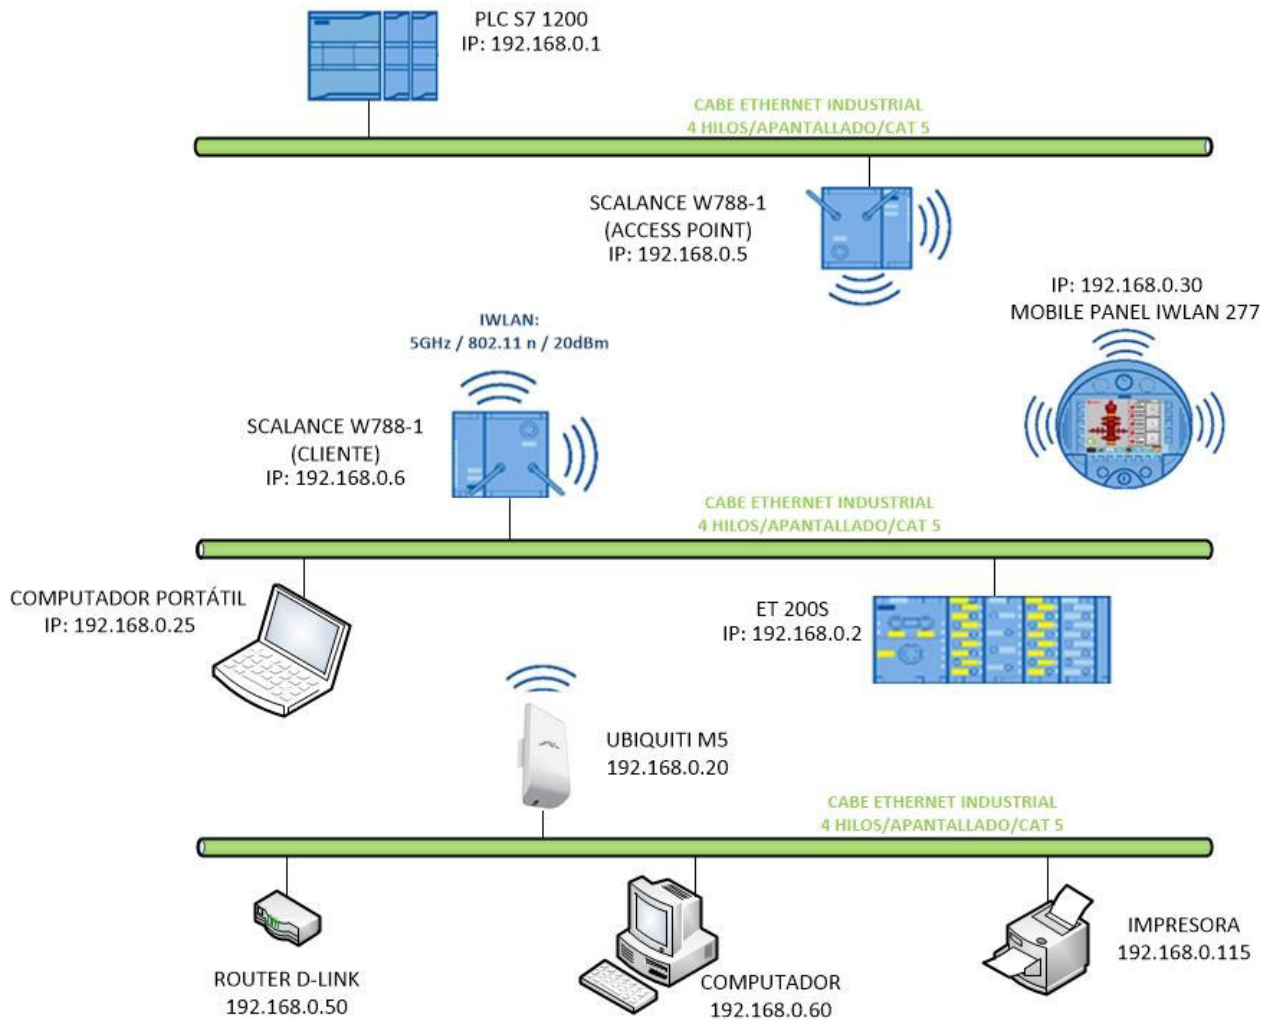 PLC S7 1200
IP: 192.168.0.1
CABE ETHERNET INDUSTRIAL
4 HILOS/APANTALLADO/CAT 5
SCALANCE W788-1
(ACCESS POINT)
IP: 192.168.0.5
IP: 192.168.0.30
MOBILE PANEL IWLAN 277
IWLAN:
5GHz / 802.11 n / 20dBm
SCALANCE W788-1
(CLIENTE)
IP: 192.168.0.6
CABE ETHERNET INDUSTRIAL
4 HILOS/APANTALLADO/CAT 5
COMPUTADOR PORTÁTIL
IP: 192.168.0.25
ET 200S
IP: 192.168.0.2
UBIQUITI M5
192.168.0.20
CABE ETHERNET INDUSTRIAL
4 HILOS/APANTALLADO/CAT 5
ROUTER D-LINK
192.168.0.50
COMPUTADOR
192.168.0.60
IMPRESORA
192.168.0.115